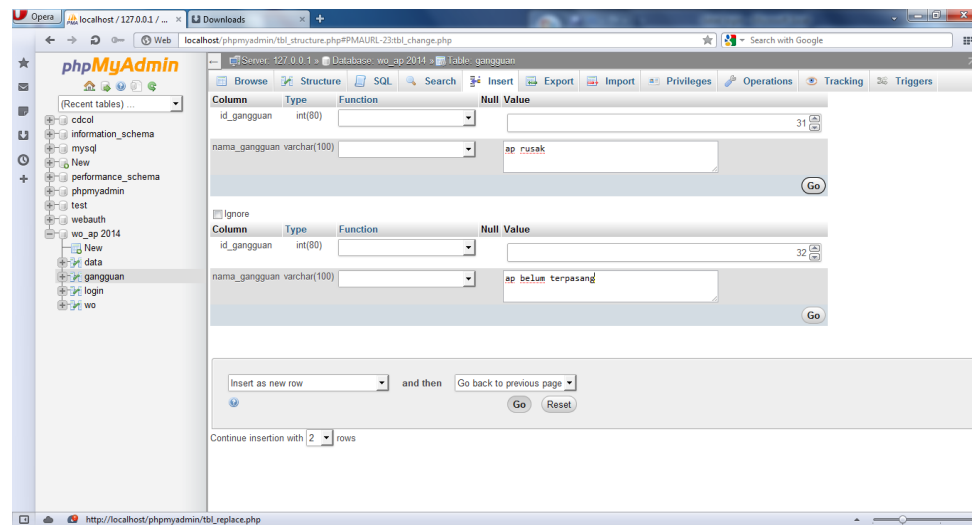 Opera
localhost / 127.0.0.1 / ...
Downloads
Web
localhost/phpmyadmin/tbl_structure.php#PMAURL-23:tbl_change.php
Search with Google
phpMyAdmin
(Recent tables) ...
cdcol
information_schema
mysql
New
performance_schema
phpmyadmin
test
webauth
wo_ap 2014
New
data
gangguan
login
wo
Server: 127.0.0.1 » Database: wo_ap 2014 » Table: gangguan
Browse Structure SQL Search Insert Export Import Privileges Operations Tracking Triggers
Column Type Function Null Value
id_gangguan int(80) 31
nama_gangguan varchar(100) ap rusak
Go
Ignore
Column Type Function Null Value
id_gangguan int(80) 32
nama_gangguan varchar(100) ap belum terpasang
Go
Insert as new row and then Go back to previous page
Go Reset
Continue insertion with 2 rows
http://localhost/phpmyadmin/tbl_replace.php